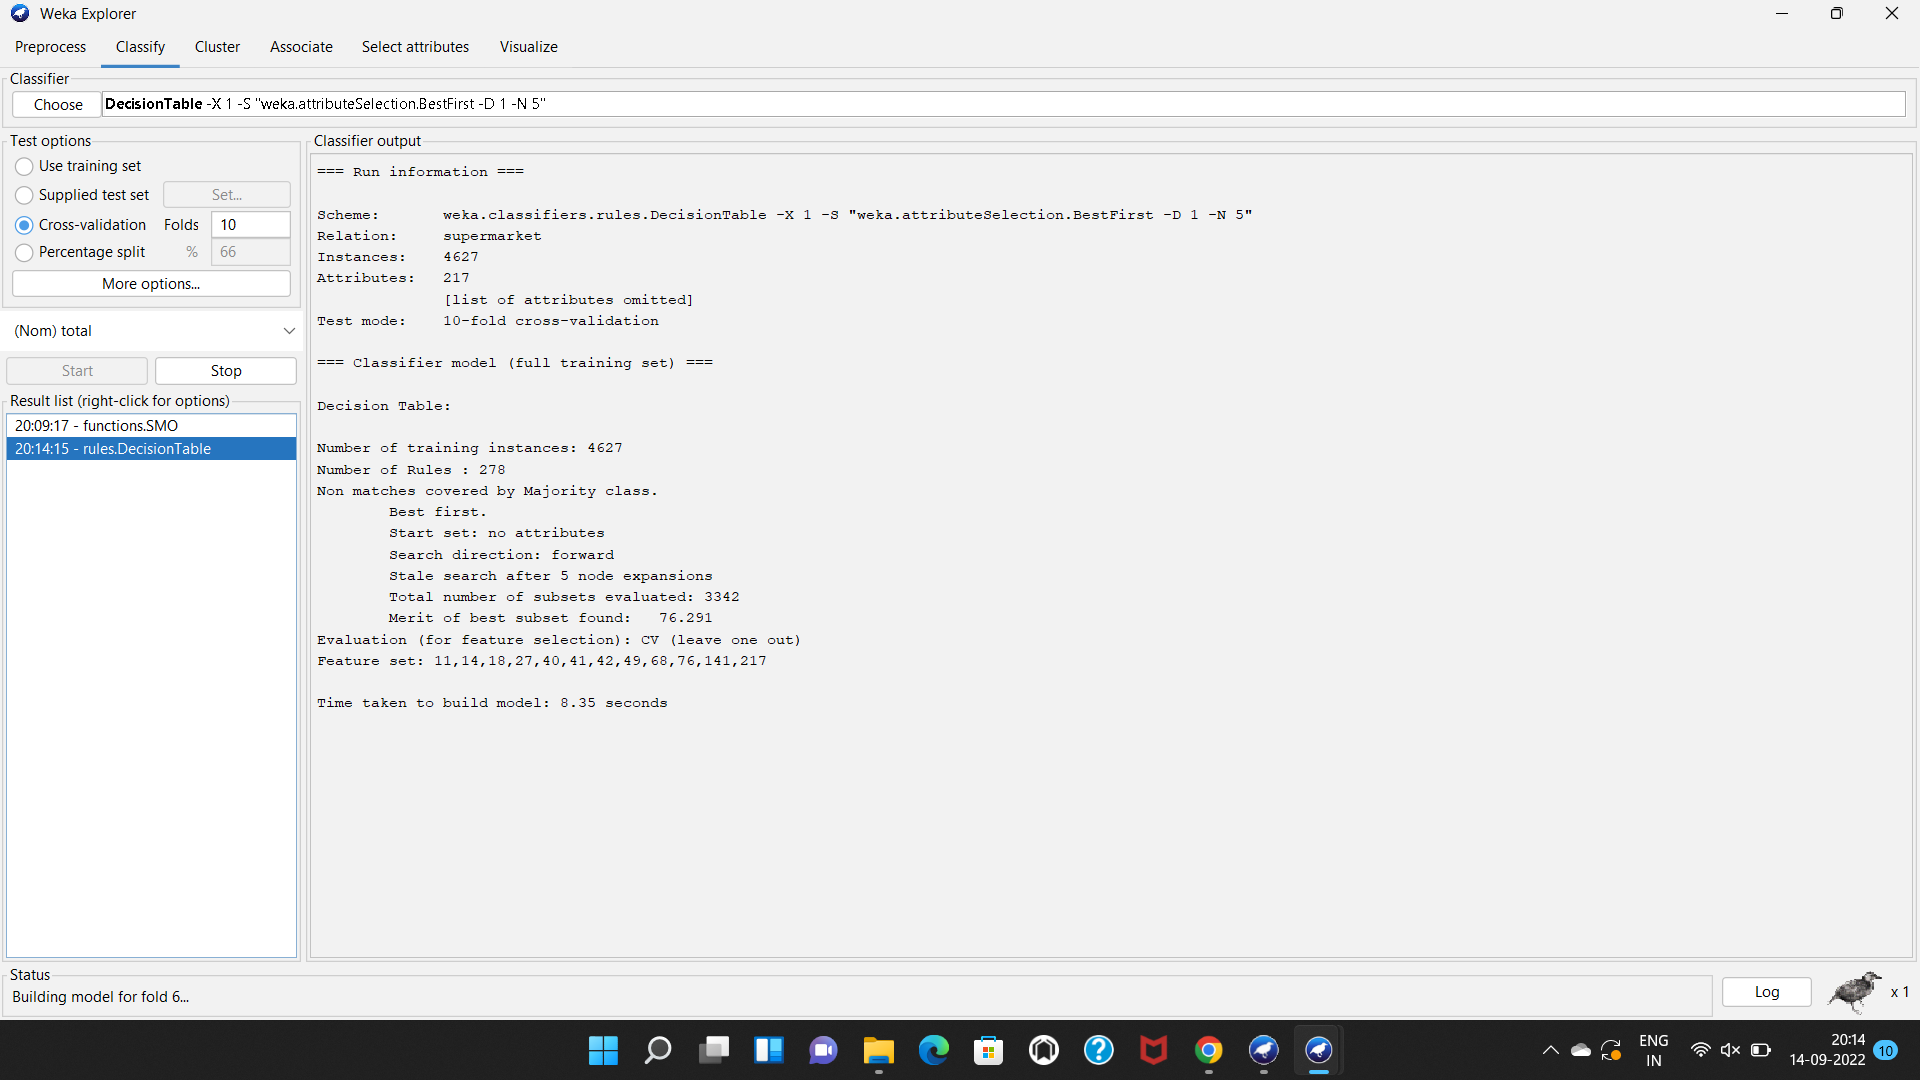 Weka Explorer
Preprocess Classify Cluster Associate Select attributes Visualize
Classifier
Choose DecisionTable -X 1 -S "weka.attributeSelection.BestFirst -D 1 -N 5"
Test options
Use training set
Supplied test set Set...
Cross-validation Folds 10
Percentage split % 66
More options...
(Nom) total
Start Stop
Result list (right-click for options)
20:09:17 - functions.SMO
20:14:15 - rules.DecisionTable
Classifier output
=== Run information ===
Scheme: weka.classifiers.rules.DecisionTable -X 1 -S "weka.attributeSelection.BestFirst -D 1 -N 5"
Relation: supermarket
Instances: 4627
Attributes: 217
[list of attributes omitted]
Test mode: 10-fold cross-validation
=== Classifier model (full training set) ===
Decision Table:
Number of training instances: 4627
Number of Rules : 278
Non matches covered by Majority class.
Best first.
Start set: no attributes
Search direction: forward
Stale search after 5 node expansions
Total number of subsets evaluated: 3342
Merit of best subset found: 76.291
Evaluation (for feature selection): CV (leave one out)
Feature set: 11,14,18,27,40,41,42,49,68,76,141,217
Time taken to build model: 8.35 seconds
Status
Building model for fold 6...
Log x 1
ENG
IN
20:14
14-09-2022
10